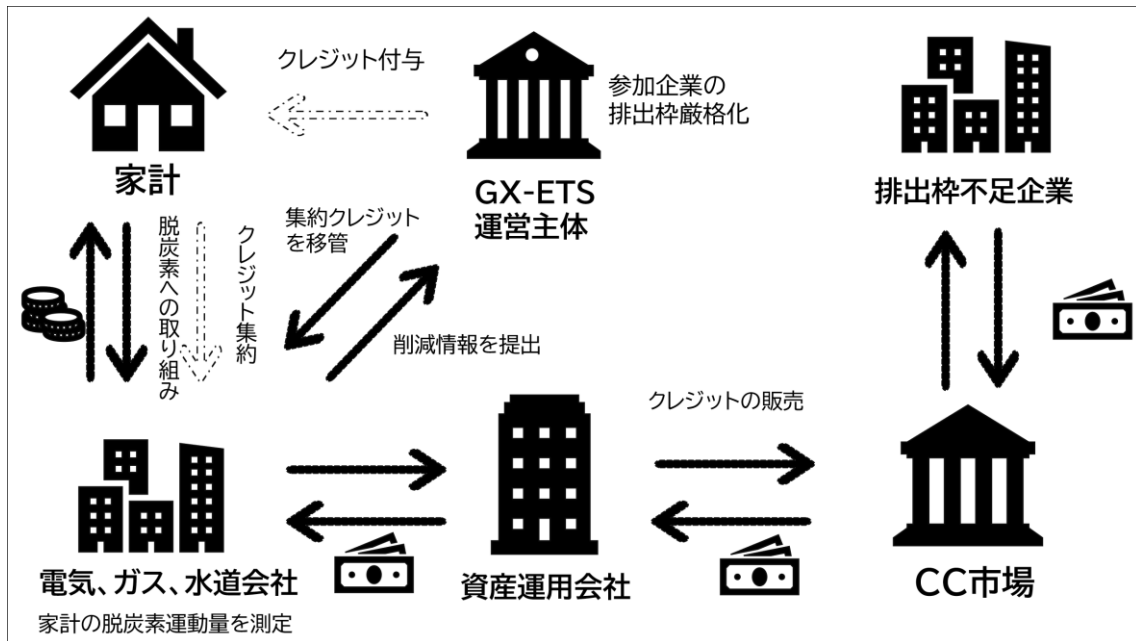 クレジット付与
参加企業の
排出枠厳格化
家計
GX-ETS
運営主体
排出枠不足企業
脱炭素への取り組み
クレジット集約
集約クレジット
を移管
削減情報を提出
クレジットの販売
電気、ガス、水道会社
家計の脱炭素運動量を測定
資産運用会社
CC市場